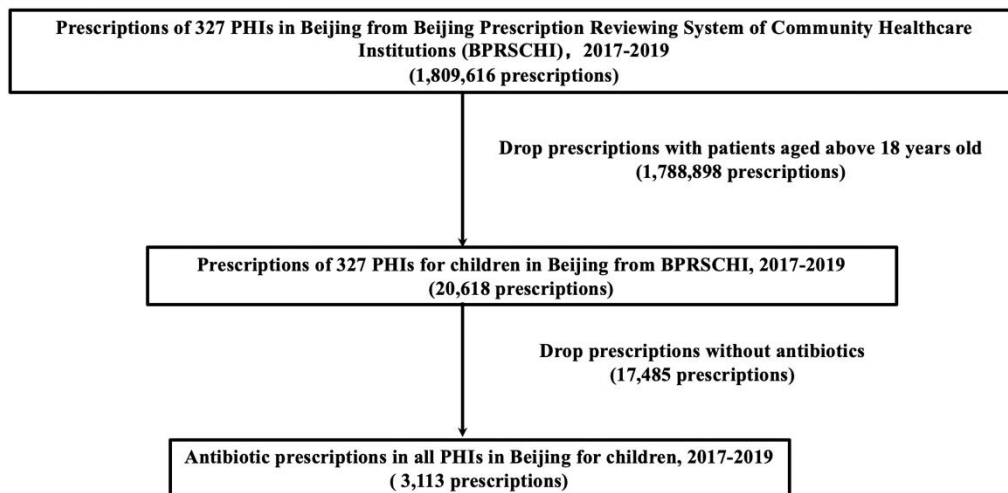 Prescriptions of 327 PHIs in Beijing from Beijing Prescription Reviewing System of Community Healthcare
Institutions (BPRSCHI)，2017-2019
(1,809,616 prescriptions)
Drop prescriptions with patients aged above 18 years old
(1,788,898 prescriptions)
Prescriptions of 327 PHIs for children in Beijing from BPRSCHI, 2017-2019
(20,618 prescriptions)
Drop prescriptions without antibiotics
(17,485 prescriptions)
Antibiotic prescriptions in all PHIs in Beijing for children, 2017-2019
( 3,113 prescriptions)